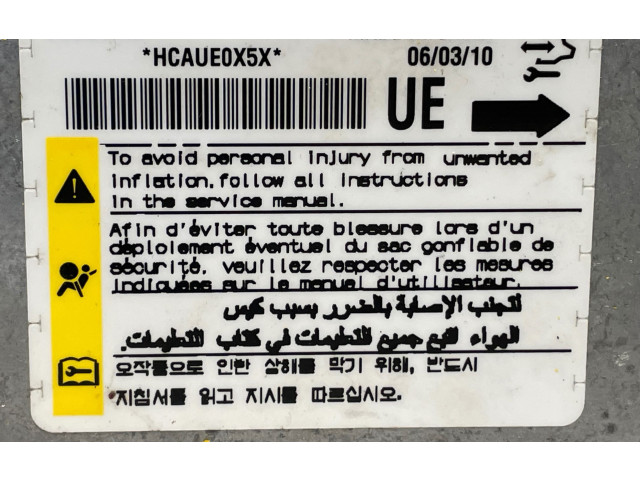 *HCAUE0X5X*
06/03/10
UE
To avoid personal injury from unwanted
inflation, follow all instructions
in the service manual.
Afin d'éviter toute blessure lors d'un
déploiement éventuel du sac gonflable de
sécurité, veuillez respecter les mesures
indiquées sur le manuel d'utilisateur.
لتجنب الإصابة بالضرر بسبب كيس
الهواء اتبع جميع التعليمات في كتاب التعليمات.
오작동으로 인한 상해를 막기 위해, 반드시
지침서를 읽고 지시를 따르십시오.